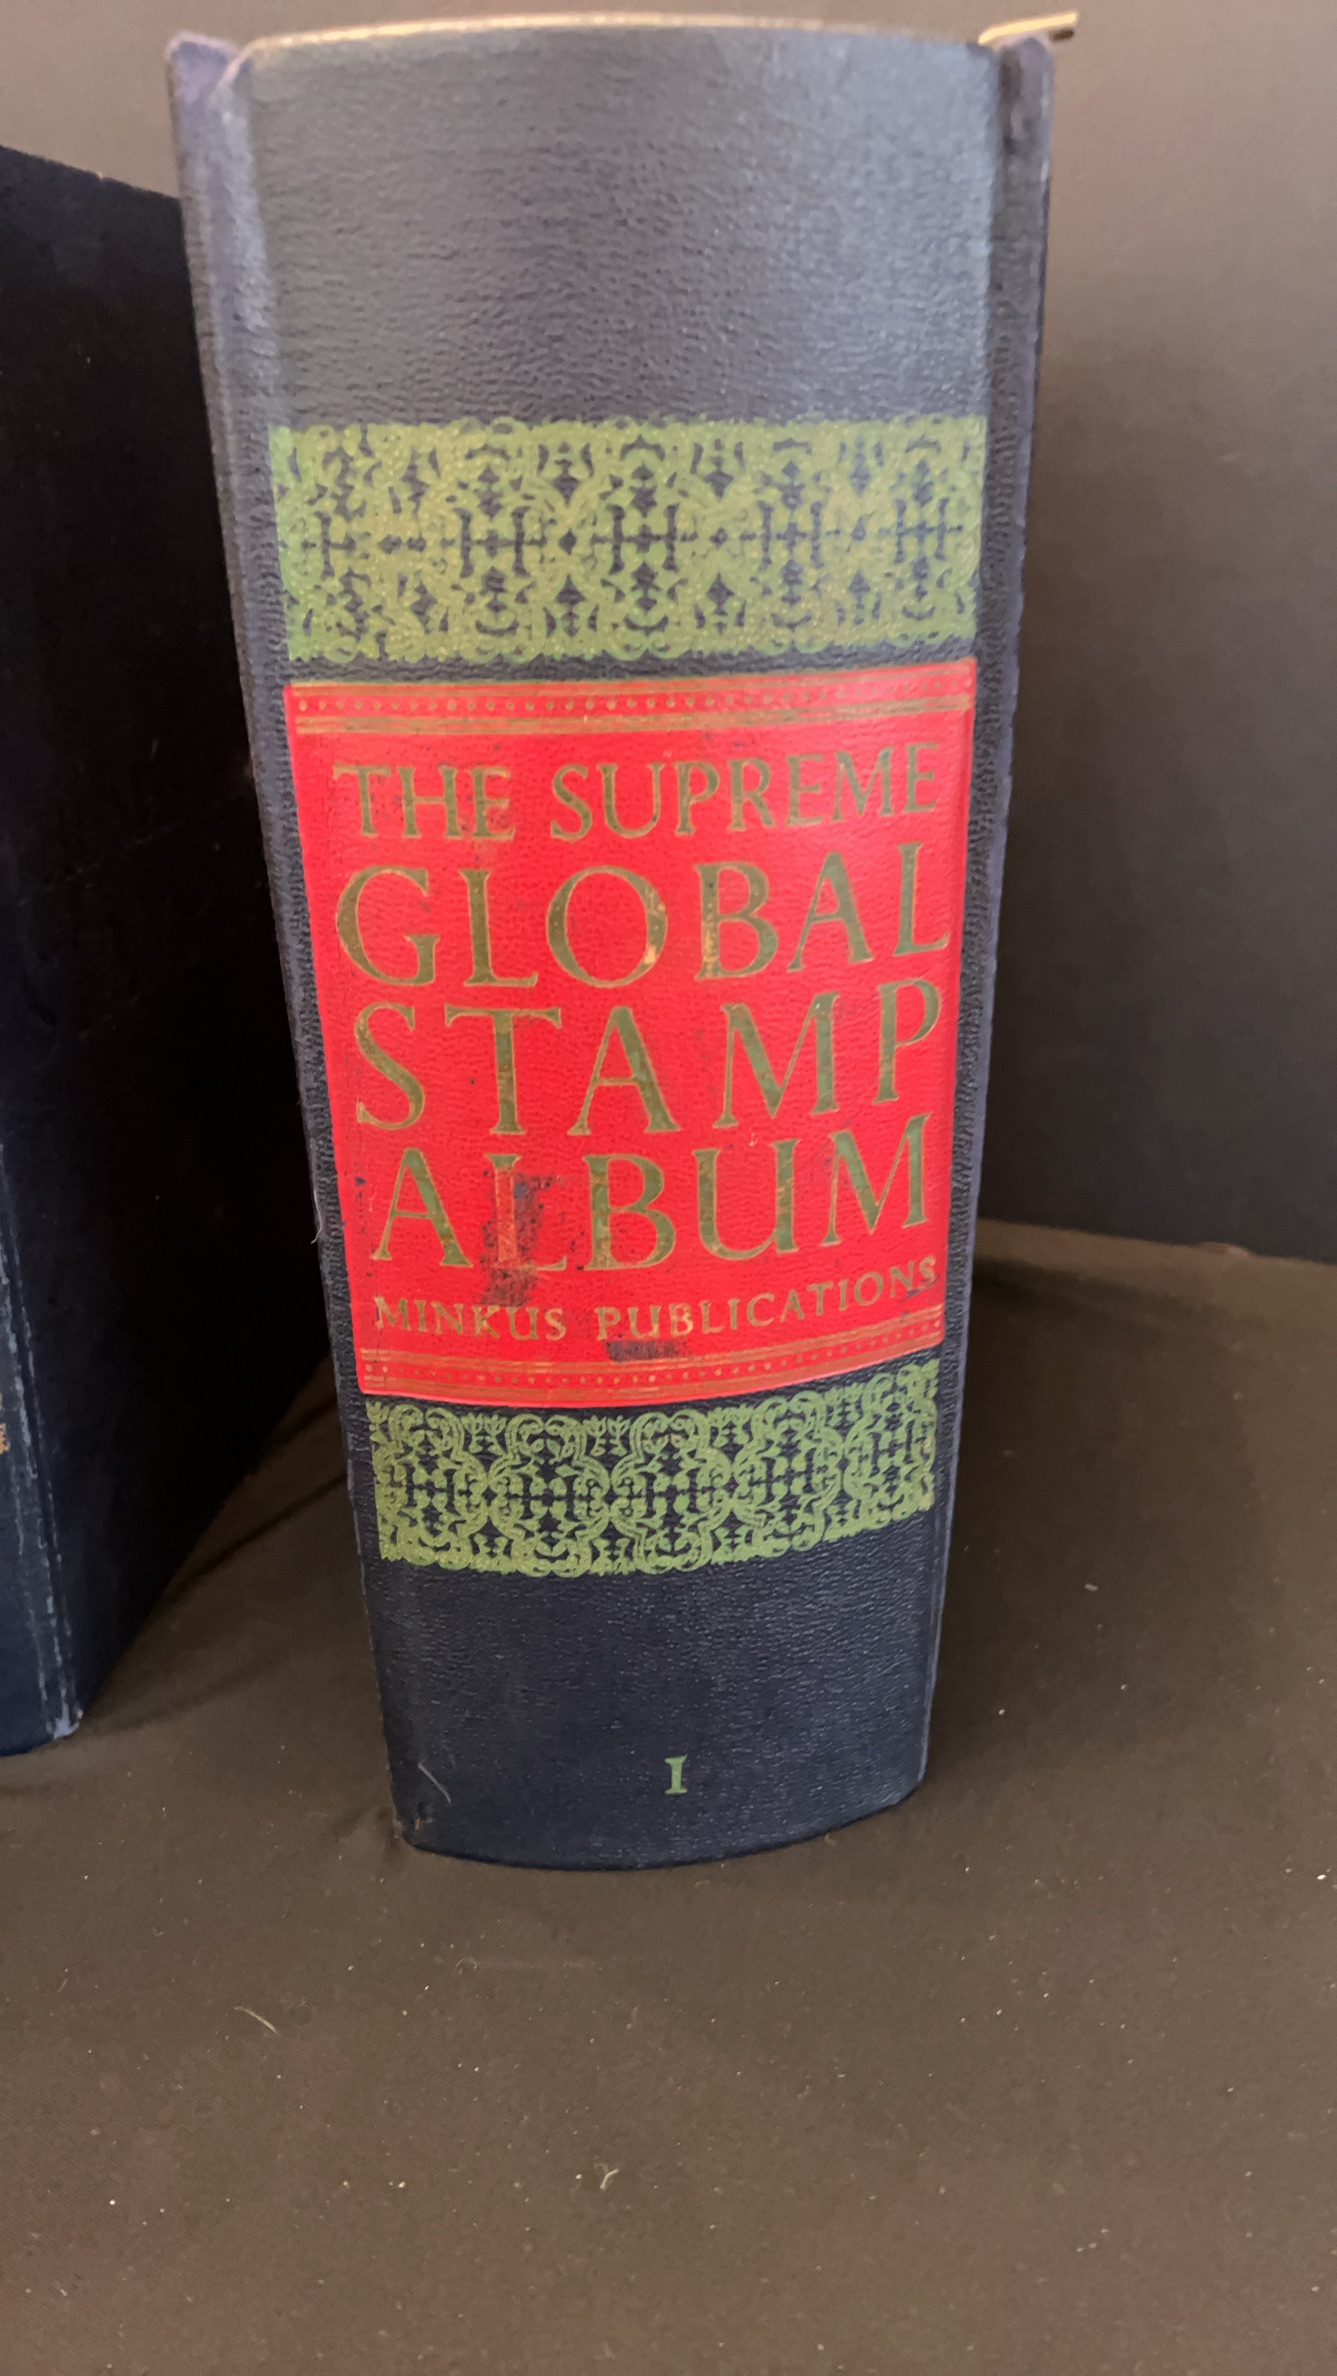 THE SUPREME
GLOBAL
STAMP
ALBUM
MINKUS PUBLICATIONS
I